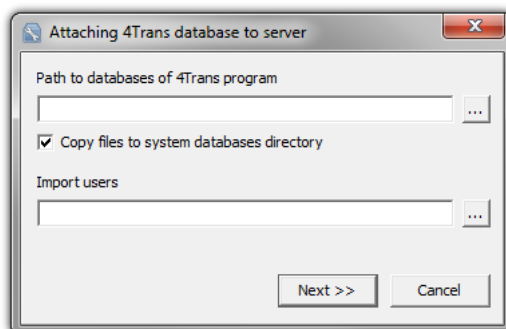 Attaching 4Trans database to server
Path to databases of 4Trans program
...
Copy files to system databases directory
Import users
...
Next >>
Cancel